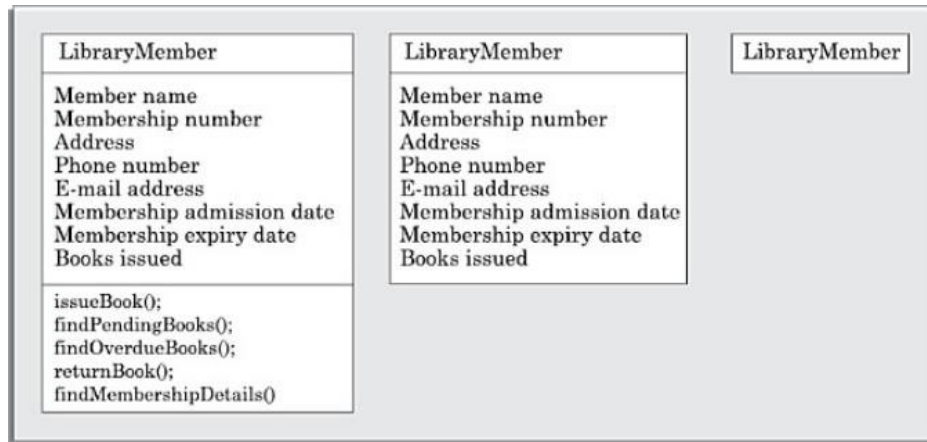 LibraryMember
Member name
Membership number
Address
Phone number
E-mail address
Membership admission date
Membership expiry date
Books issued
issueBook();
findPendingBooks();
findOverdueBooks();
returnBook();
findMembershipDetails()
LibraryMember
Member name
Membership number
Address
Phone number
E-mail address
Membership admission date
Membership expiry date
Books issued
LibraryMember